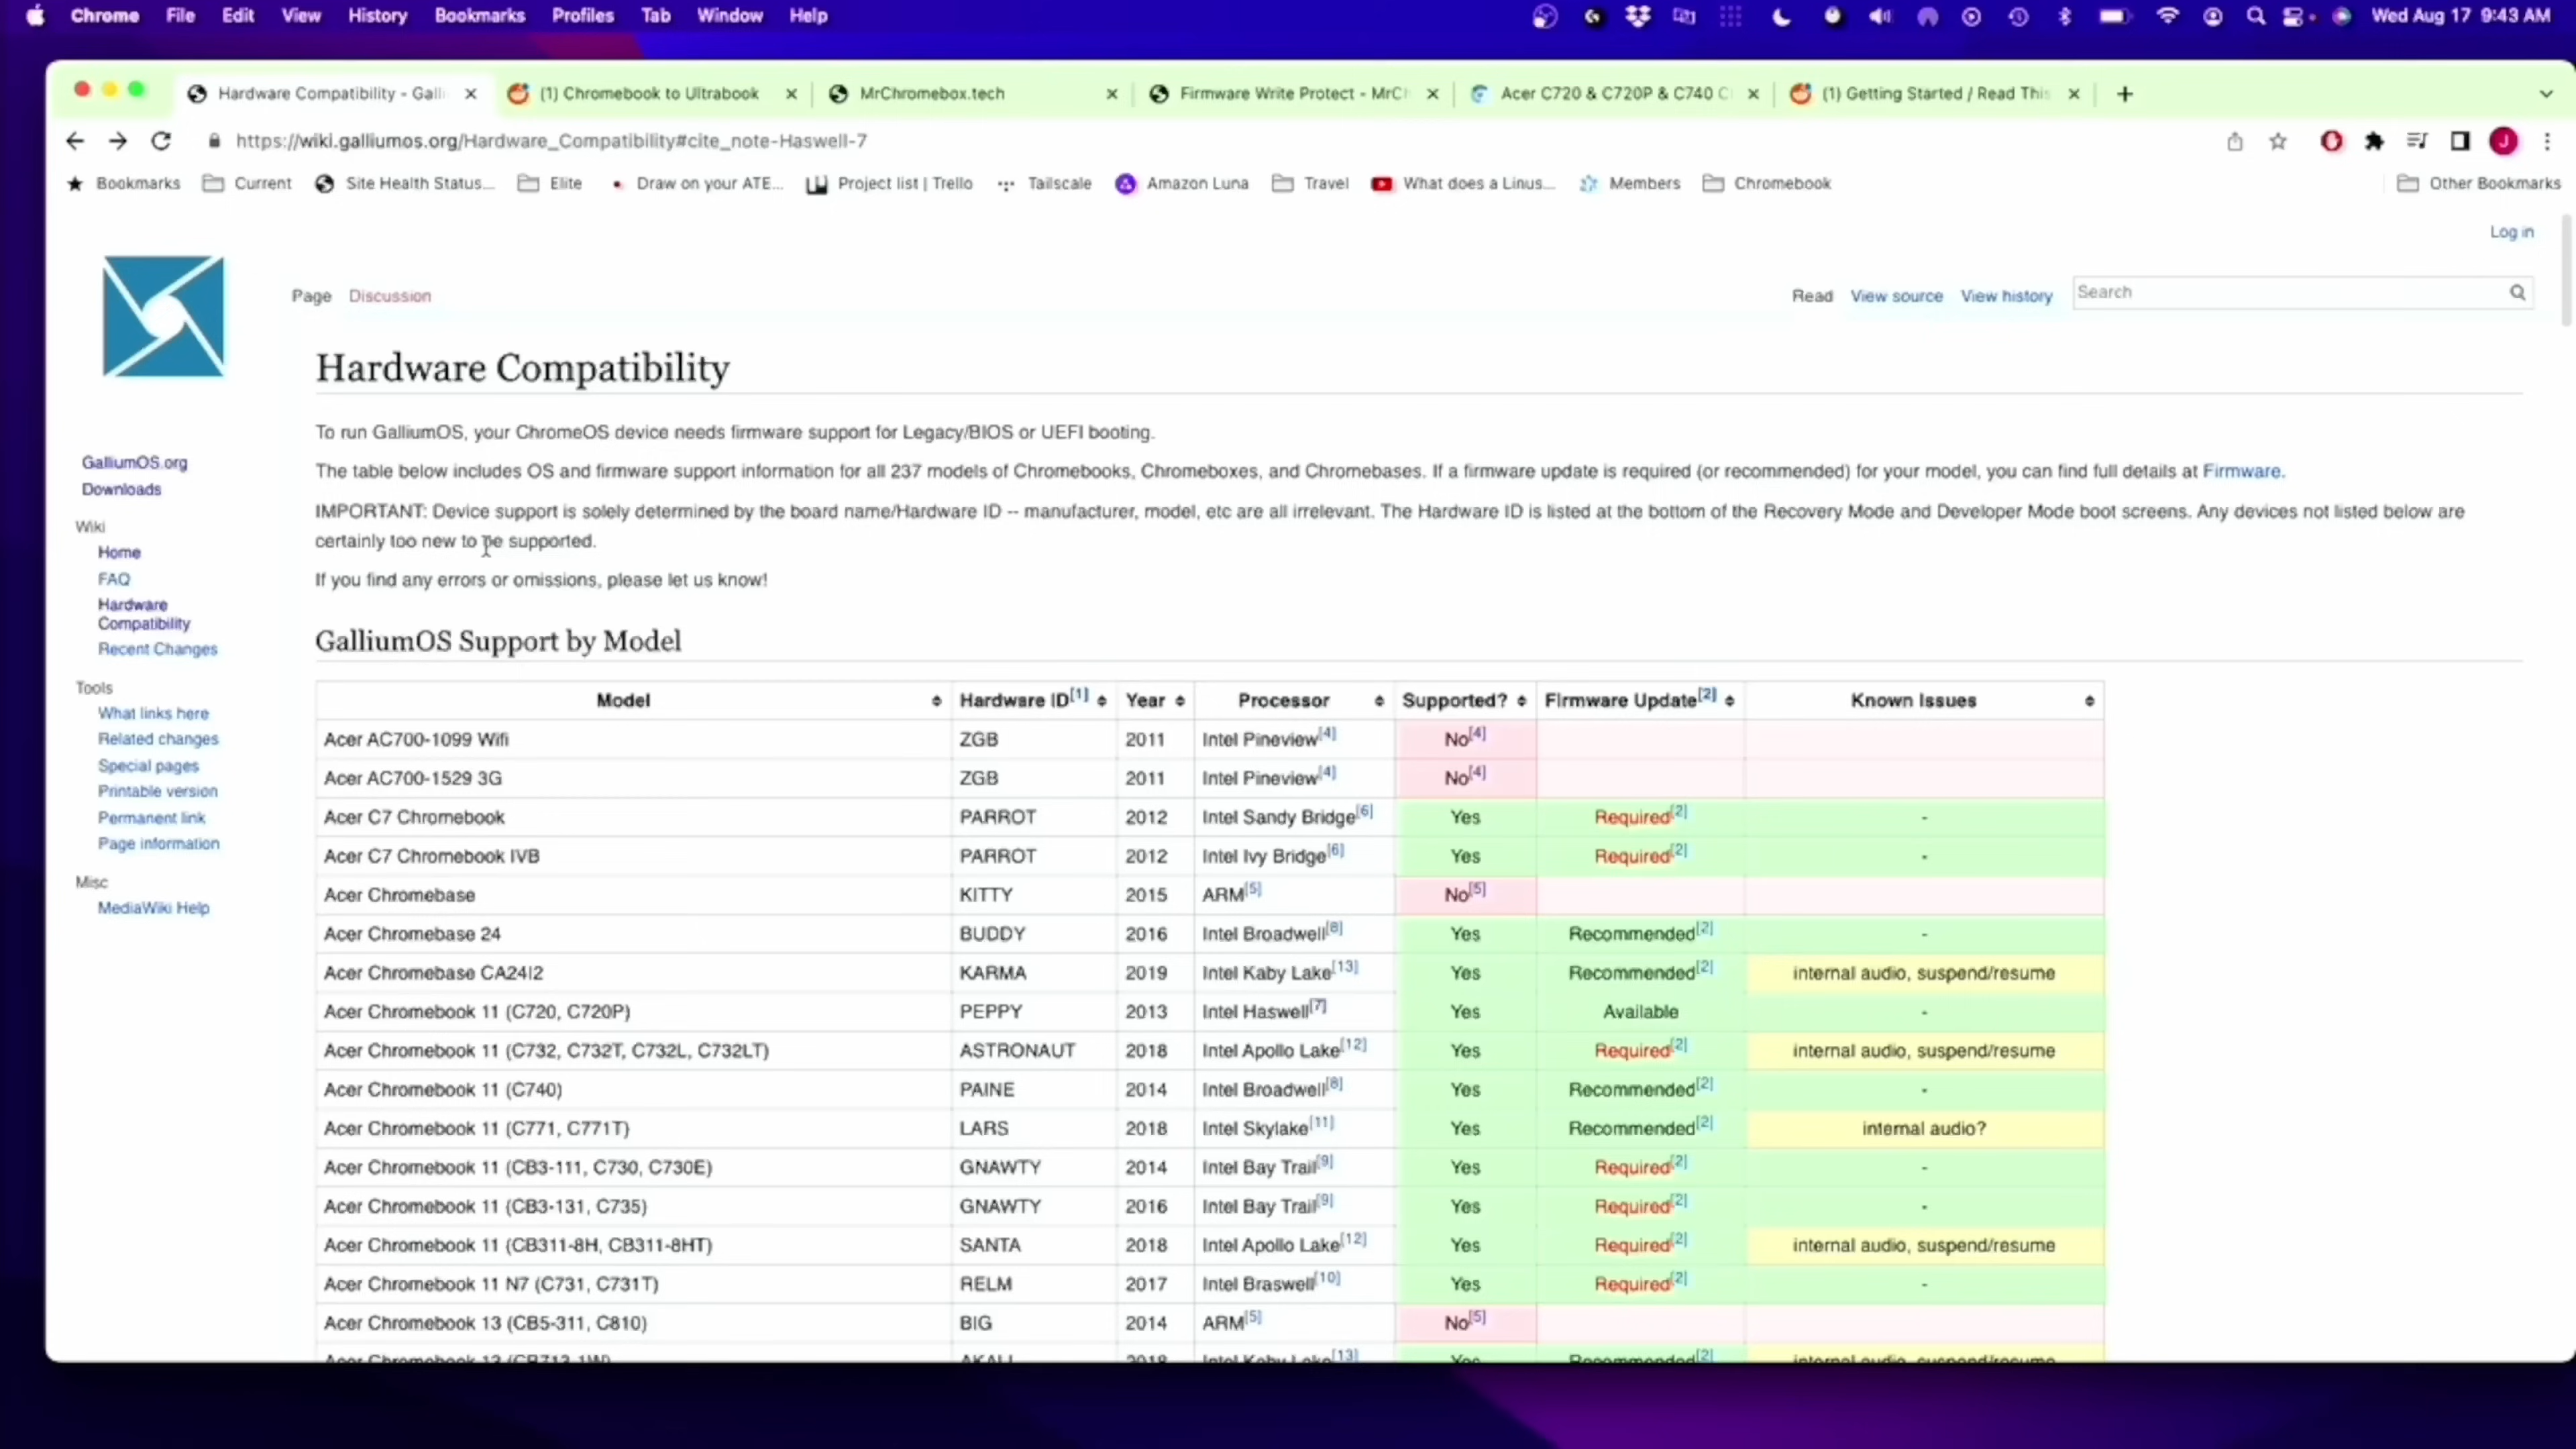 Chrome File Edit View History Bookmarks Profiles Tab Window Help Wed Aug 17 9:43 AM
Hardware Compatibility - Galli (1) Chromebook to Ultrabook MrChromebox.tech Firmware Write Protect - MrCh Acer C720 & C720P & C740 C (1) Getting Started / Read This
https://wiki.galliumos.org/Hardware_Compatibility#cite_note-Haswell-7 J
Bookmarks Current Site Health Status... Elite Draw on your ATE... Project list | Trello Tailscale Amazon Luna Travel What does a Linus... Members Chromebook Other Bookmarks
Log in
Page Discussion Read View source View history Search
Hardware Compatibility
To run GalliumOS, your ChromeOS device needs firmware support for Legacy/BIOS or UEFI booting.
The table below includes OS and firmware support information for all 237 models of Chromebooks, Chromeboxes, and Chromebases. If a firmware update is required (or recommended) for your model, you can find full details at Firmware.
IMPORTANT: Device support is solely determined by the board name/Hardware ID -- manufacturer, model, etc are all irrelevant. The Hardware ID is listed at the bottom of the Recovery Mode and Developer Mode boot screens. Any devices not listed below are
certainly too new to be supported.
If you find any errors or omissions, please let us know!
GalliumOS.org
Downloads
Wiki
Home
FAQ
Hardware
Compatibility
Recent Changes
Tools
What links here
Related changes
Special pages
Printable version
Permanent link
Page information
Misc
MediaWiki Help
GalliumOS Support by Model
Model Hardware ID[1] Year Processor Supported? Firmware Update[2] Known Issues
Acer AC700-1099 Wifi ZGB 2011 Intel Pineview[4] No[4]
Acer AC700-1529 3G ZGB 2011 Intel Pineview[4] No[4]
Acer C7 Chromebook PARROT 2012 Intel Sandy Bridge[6] Yes Required[2] -
Acer C7 Chromebook IVB PARROT 2012 Intel Ivy Bridge[6] Yes Required[2] -
Acer Chromebase KITTY 2015 ARM[5] No[5]
Acer Chromebase 24 BUDDY 2016 Intel Broadwell[8] Yes Recommended[2] -
Acer Chromebase CA24I2 KARMA 2019 Intel Kaby Lake[13] Yes Recommended[2] internal audio, suspend/resume
Acer Chromebook 11 (C720, C720P) PEPPY 2013 Intel Haswell[7] Yes Available -
Acer Chromebook 11 (C732, C732T, C732L, C732LT) ASTRONAUT 2018 Intel Apollo Lake[12] Yes Required[2] internal audio, suspend/resume
Acer Chromebook 11 (C740) PAINE 2014 Intel Broadwell[8] Yes Recommended[2] -
Acer Chromebook 11 (C771, C771T) LARS 2018 Intel Skylake[11] Yes Recommended[2] internal audio?
Acer Chromebook 11 (CB3-111, C730, C730E) GNAWTY 2014 Intel Bay Trail[9] Yes Required[2] -
Acer Chromebook 11 (CB3-131, C735) GNAWTY 2016 Intel Bay Trail[9] Yes Required[2] -
Acer Chromebook 11 (CB311-8H, CB311-8HT) SANTA 2018 Intel Apollo Lake[12] Yes Required[2] internal audio, suspend/resume
Acer Chromebook 11 N7 (C731, C731T) RELM 2017 Intel Braswell[10] Yes Required[2] -
Acer Chromebook 13 (CB5-311, C810) BIG 2014 ARM[5] No[5]
Acer Chromebook 13 (CB713-1W) AKALI 2018 Intel Kaby Lake[13] Yes Recommended[2] internal audio, suspend/resume